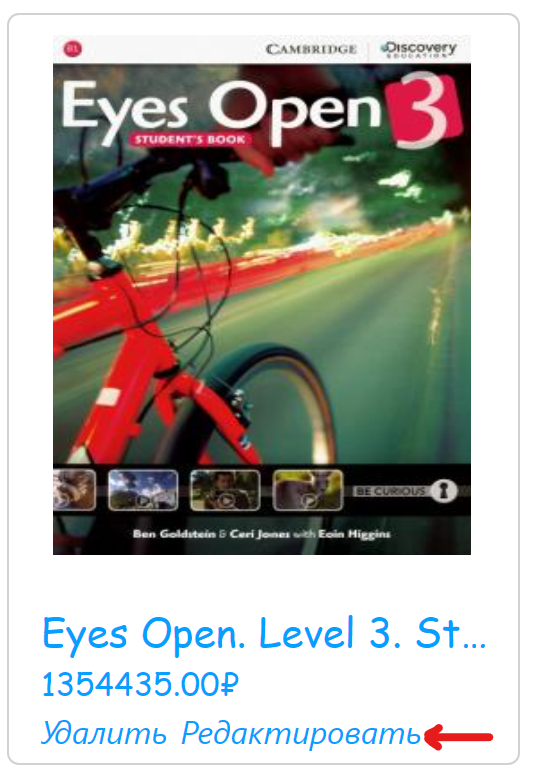 B1
CAMBRIDGE
Discovery
EDUCATION
Eyes Open 3
STUDENT'S BOOK
BE CURIOUS
Ben Goldstein & Ceri Jones with Eoin Higgins
Eyes Open. Level 3. St...
1354435.00₽
Удалить Редактировать